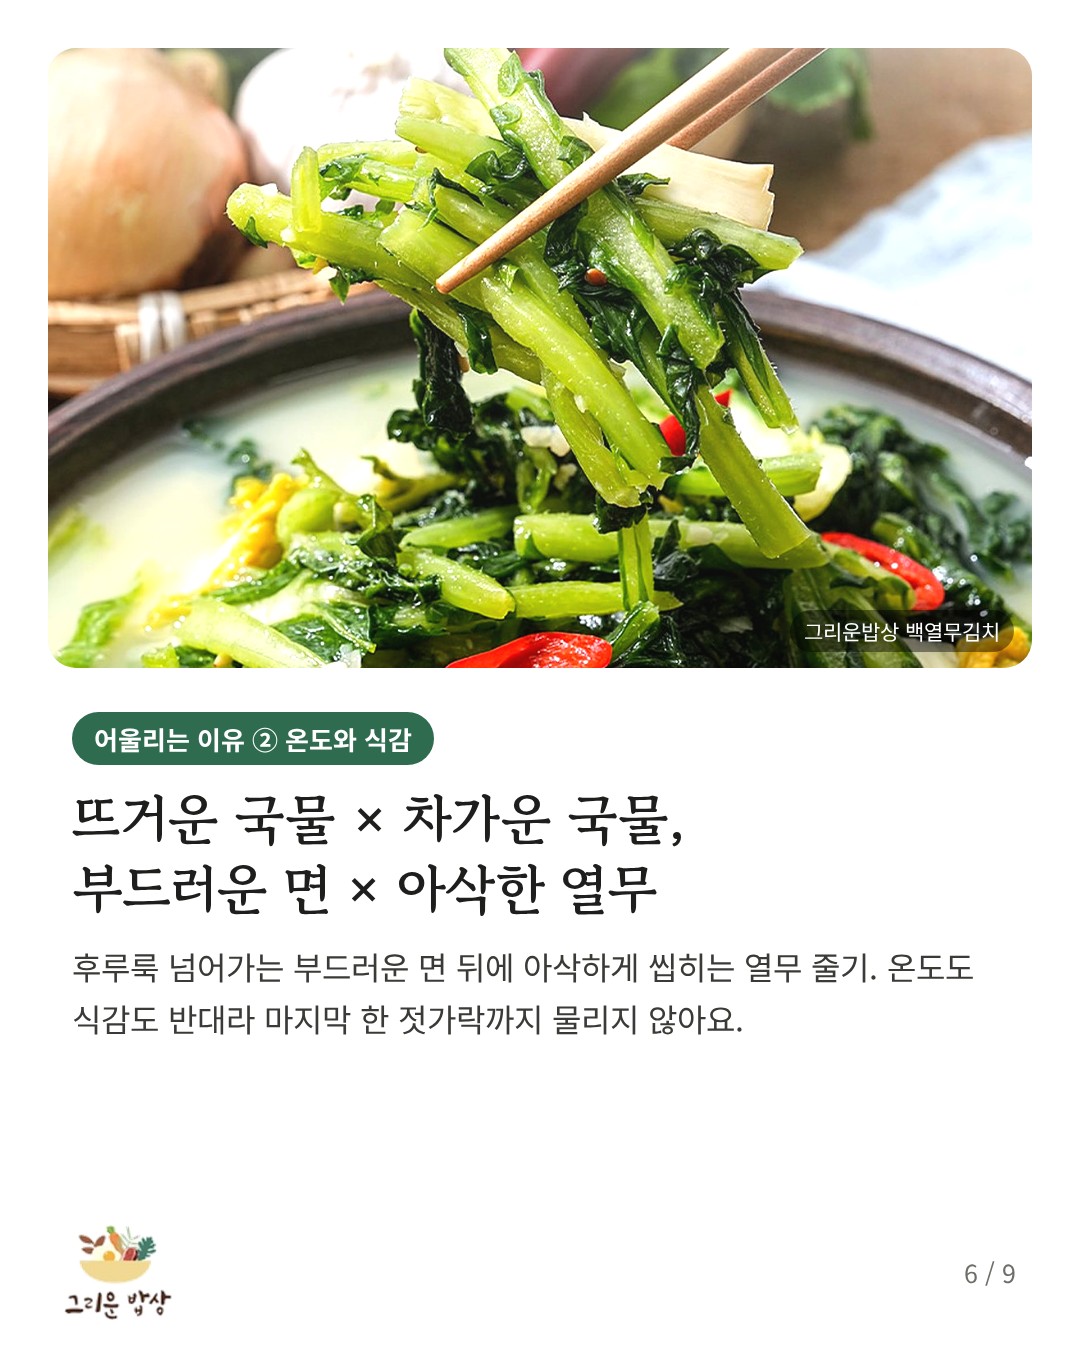 그리운밥상 백열무김치
어울리는 이유 ② 온도와 식감
뜨거운 국물 × 차가운 국물,
부드러운 면 × 아삭한 열무
후루룩 넘어가는 부드러운 면 뒤에 아삭하게 씹히는 열무 줄기. 온도도
식감도 반대라 마지막 한 젓가락까지 물리지 않아요.
그리운 밥상
6 / 9